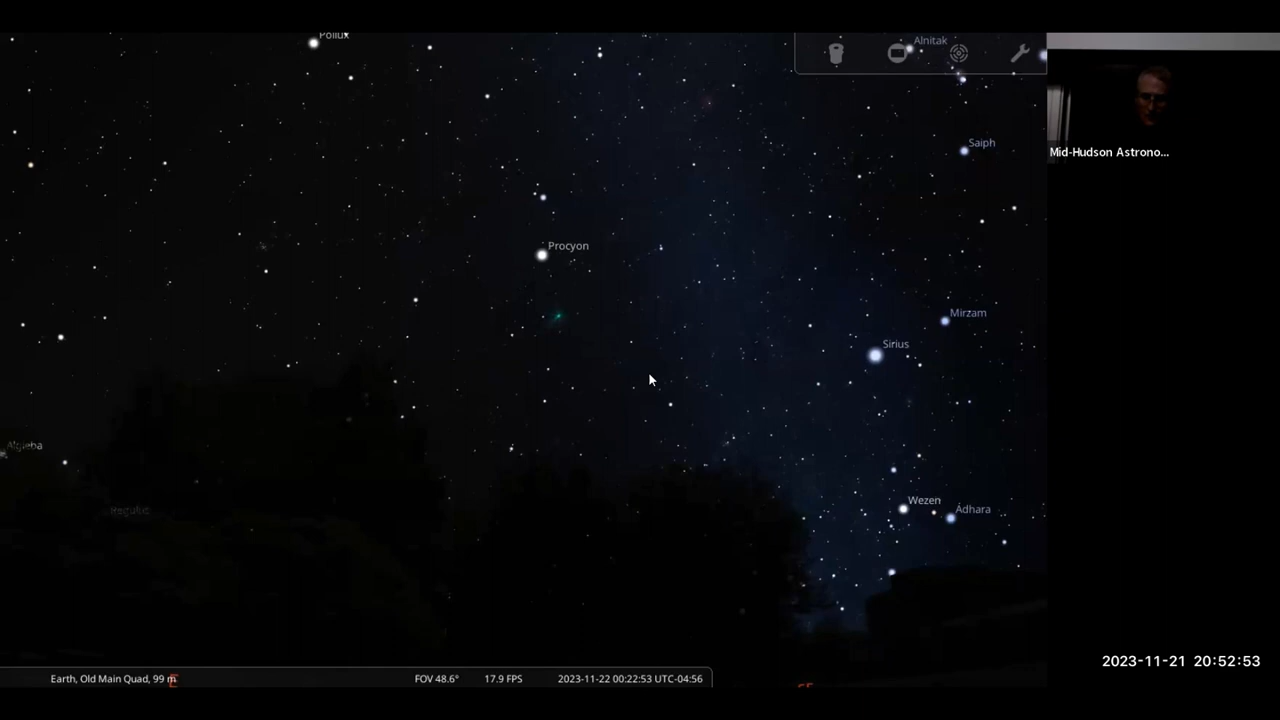 Pollux
Alnitak
Saiph
Mid-Hudson Astrono...
Procyon
Mirzam
Sirius
Algieba
Wezen
Adhara
Regulus
2023-11-21 20:52:53
Earth, Old Main Quad, 99 m
E
FOV 48.6°
17.9 FPS
2023-11-22 00:22:53 UTC-04:56
SE